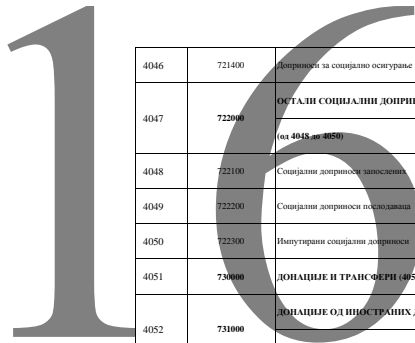 16
4046 721400 Доприноси за социјално осигурање
ОСТАЛИ СОЦИЈАЛНИ
4047 722000
(од 4048 до 4050)
4048 722100 Социјални доприноси запослених
4049 722200 Социјални доприноси послодаваца
4050 722300 Импутирани социјални доприноси
4051 730000 ДОНАЦИЈЕ И ТРАНСФЕРИ
ДОНАЦИЈЕ ОД ИНОСТРАНИХ
4052 731000